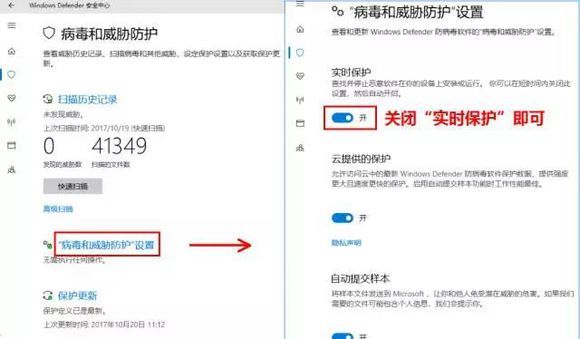 Windows Defender 安全中心
病毒和威胁防护
查看威胁历史记录、扫描病毒和其他威胁、设定保护设置以及获取保护更
新。
扫描历史记录
未发现威胁。
上次扫描时间: 2017/10/19 (快速扫描)
0 41349
发现的威胁数 扫描的文件数
快速扫描
高级扫描
“病毒和威胁防护”设置
无需执行任何操作。
保护更新
保护定义已是最新。
上次更新时间: 2017年10月20日 11:12
“病毒和威胁防护”设置
查看和更新 Windows Defender 防病毒软件的“病毒和威胁防护”设置。
实时保护
查找并停止恶意软件在你的设备上安装或运行。你可以在短时间内关闭此
设置，然后自动开启。
开
关闭“实时保护”即可
云提供的保护
允许访问云中的最新 Windows Defender 防病毒软件保护数据，提供强度
更大且速度更快的保护。启用自动提交样本功能时工作性能最佳。
开
隐私声明
自动提交样本
将样本文件发送到 Microsoft，让你和他人免受潜在威胁的危害。如果我们
需要的文件可能包含个人信息，我们会提示你。
开